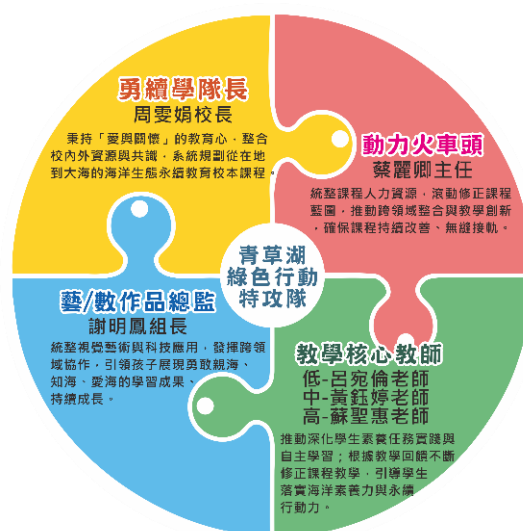 勇續學隊長
周雯娟校長
秉持「愛與關懷」的教育心，整合
校內外資源與共識，系統規劃從在地
到大海的海洋生態永續教育校本課程。
動力火車頭
蔡麗卿主任
統整課程人力資源，滾動修正課程
藍圖，推動跨領域整合與教學創新
，確保課程持續改善、無縫接軌。
青草湖
綠色行動
特攻隊
藝/數作品總監
謝明鳳組長
統整視覺藝術與科技應用，發揮跨領
域協作，引領孩子展現勇敢親海、
知海、愛海的學習成果、
持續成長。
教學核心教師
低-呂宛倫老師
中-黃鈺婷老師
高-蘇聖惠老師
推動深化學生素養任務實踐與
自主學習；根據教學回饋不斷
修正課程教學，引導學生
落實海洋素養力與永續
行動力。